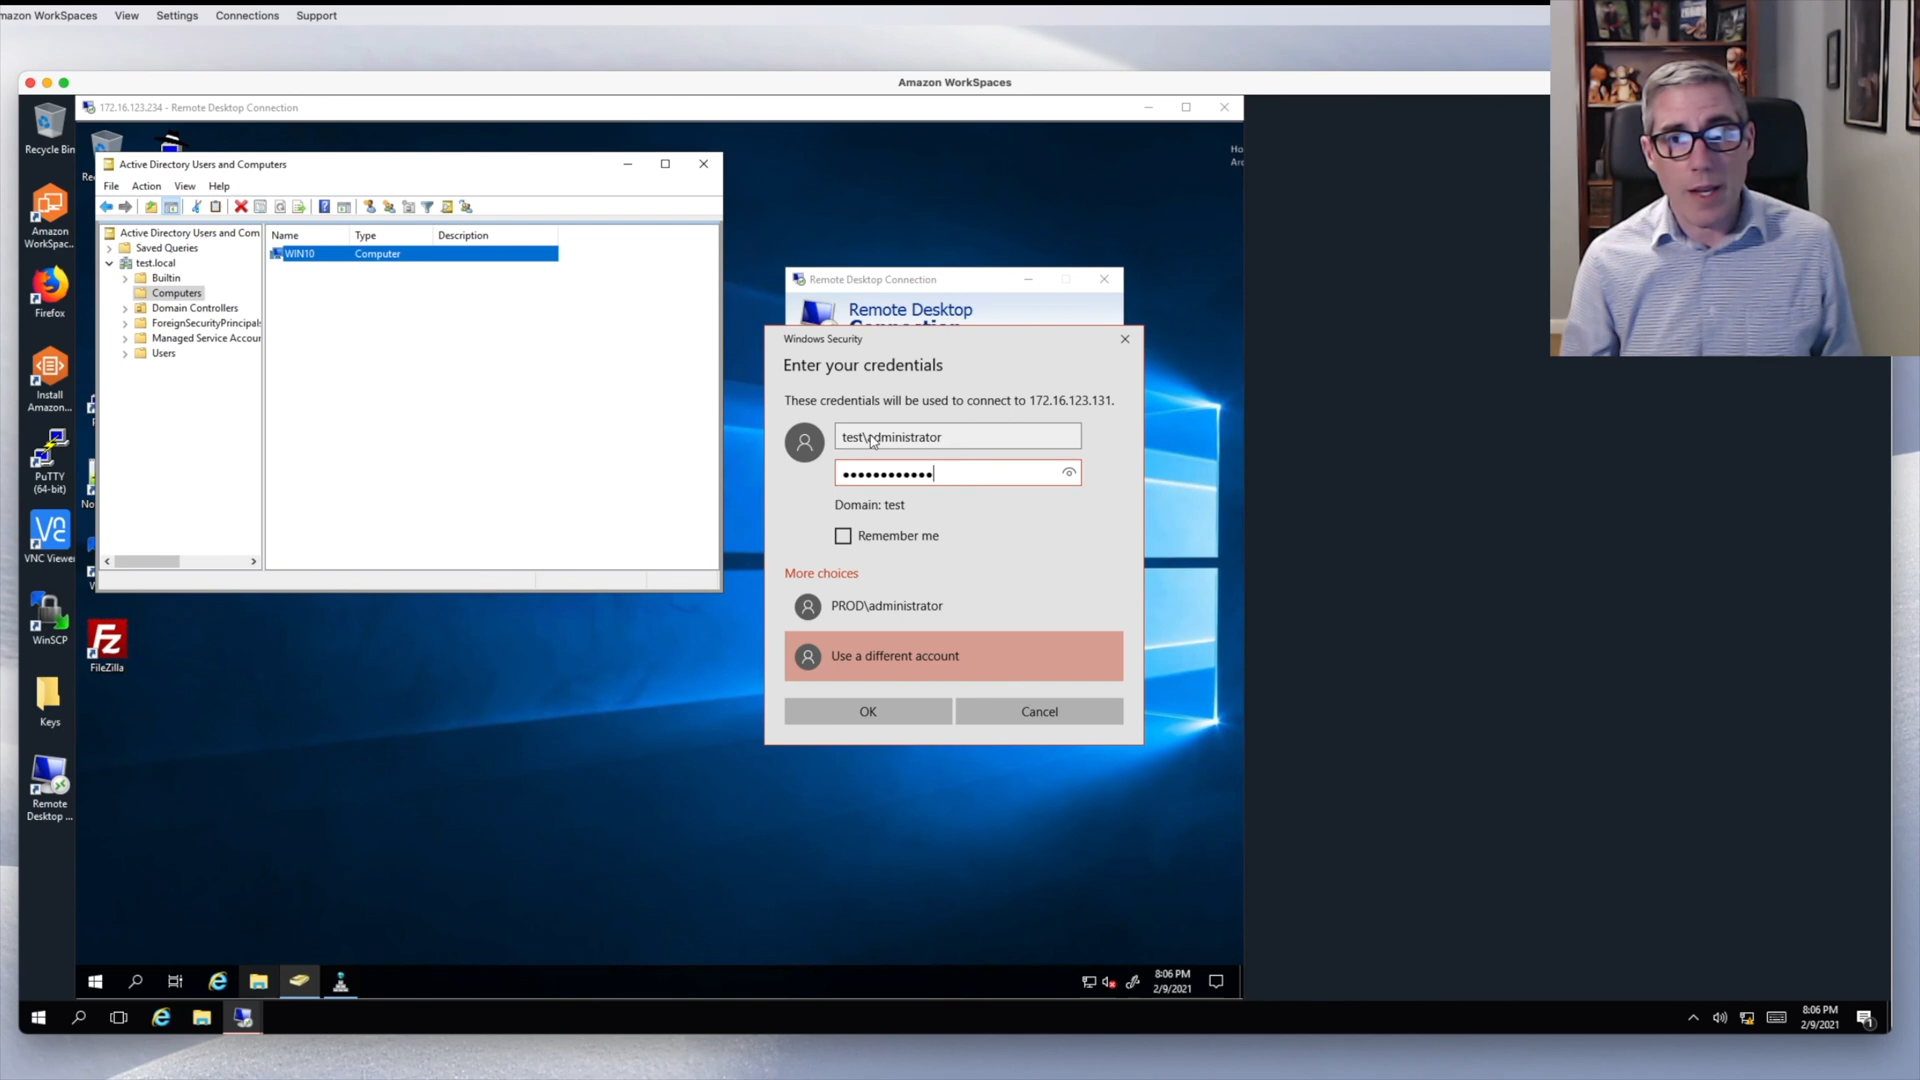 mazon WorkSpaces View Settings Connections Support
Amazon WorkSpaces
172.16.123.234 - Remote Desktop Connection
Recycle Bin
Amazon
WorkSpac...
Firefox
Install
Amazon...
PuTTY
(64-bit)
VNC Viewer
WinSCP
Keys
Remote
Desktop ...
FileZilla
Active Directory Users and Computers
File Action View Help
Active Directory Users and Com
Saved Queries
test.local
Builtin
Computers
Domain Controllers
ForeignSecurityPrincipals
Managed Service Accour
Users
Name Type Description
WIN10 Computer
Remote Desktop Connection
Remote Desktop
Connection
Windows Security
Enter your credentials
These credentials will be used to connect to 172.16.123.131.
test\administrator
••••••••••••
Domain: test
Remember me
More choices
PROD\administrator
Use a different account
OK Cancel
8:06 PM
2/9/2021
8:06 PM
2/9/2021